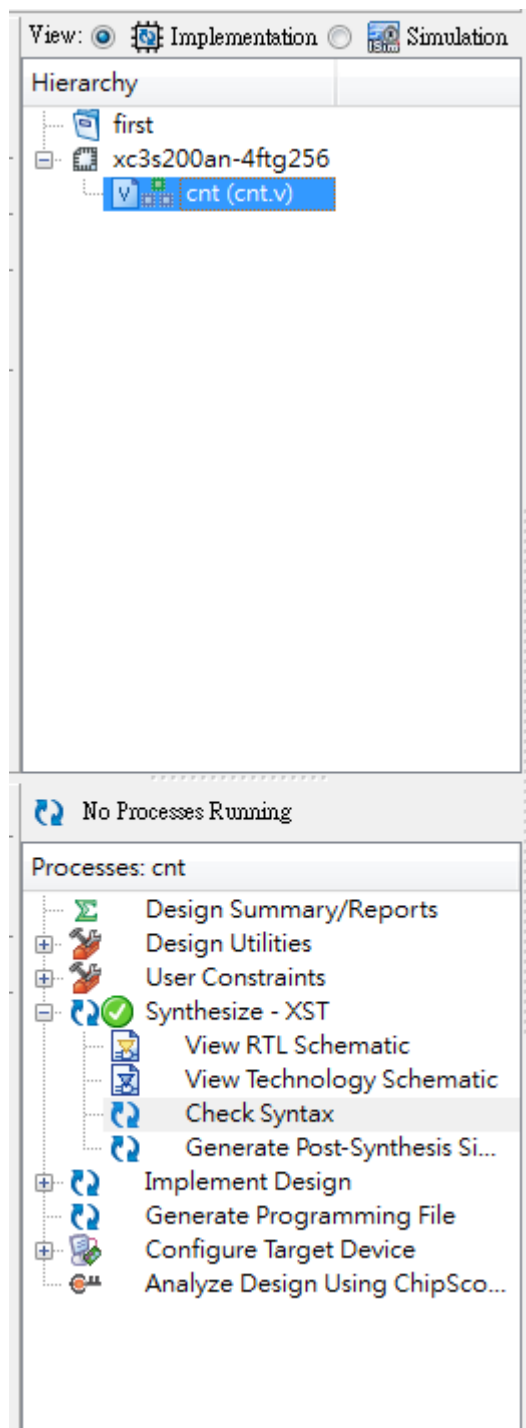 View: Implementation Simulation
Hierarchy
first
xc3s200an-4ftg256
cnt (cnt.v)
No Processes Running
Processes: cnt
Design Summary/Reports
Design Utilities
User Constraints
Synthesize - XST
View RTL Schematic
View Technology Schematic
Check Syntax
Generate Post-Synthesis Si...
Implement Design
Generate Programming File
Configure Target Device
Analyze Design Using ChipSco...